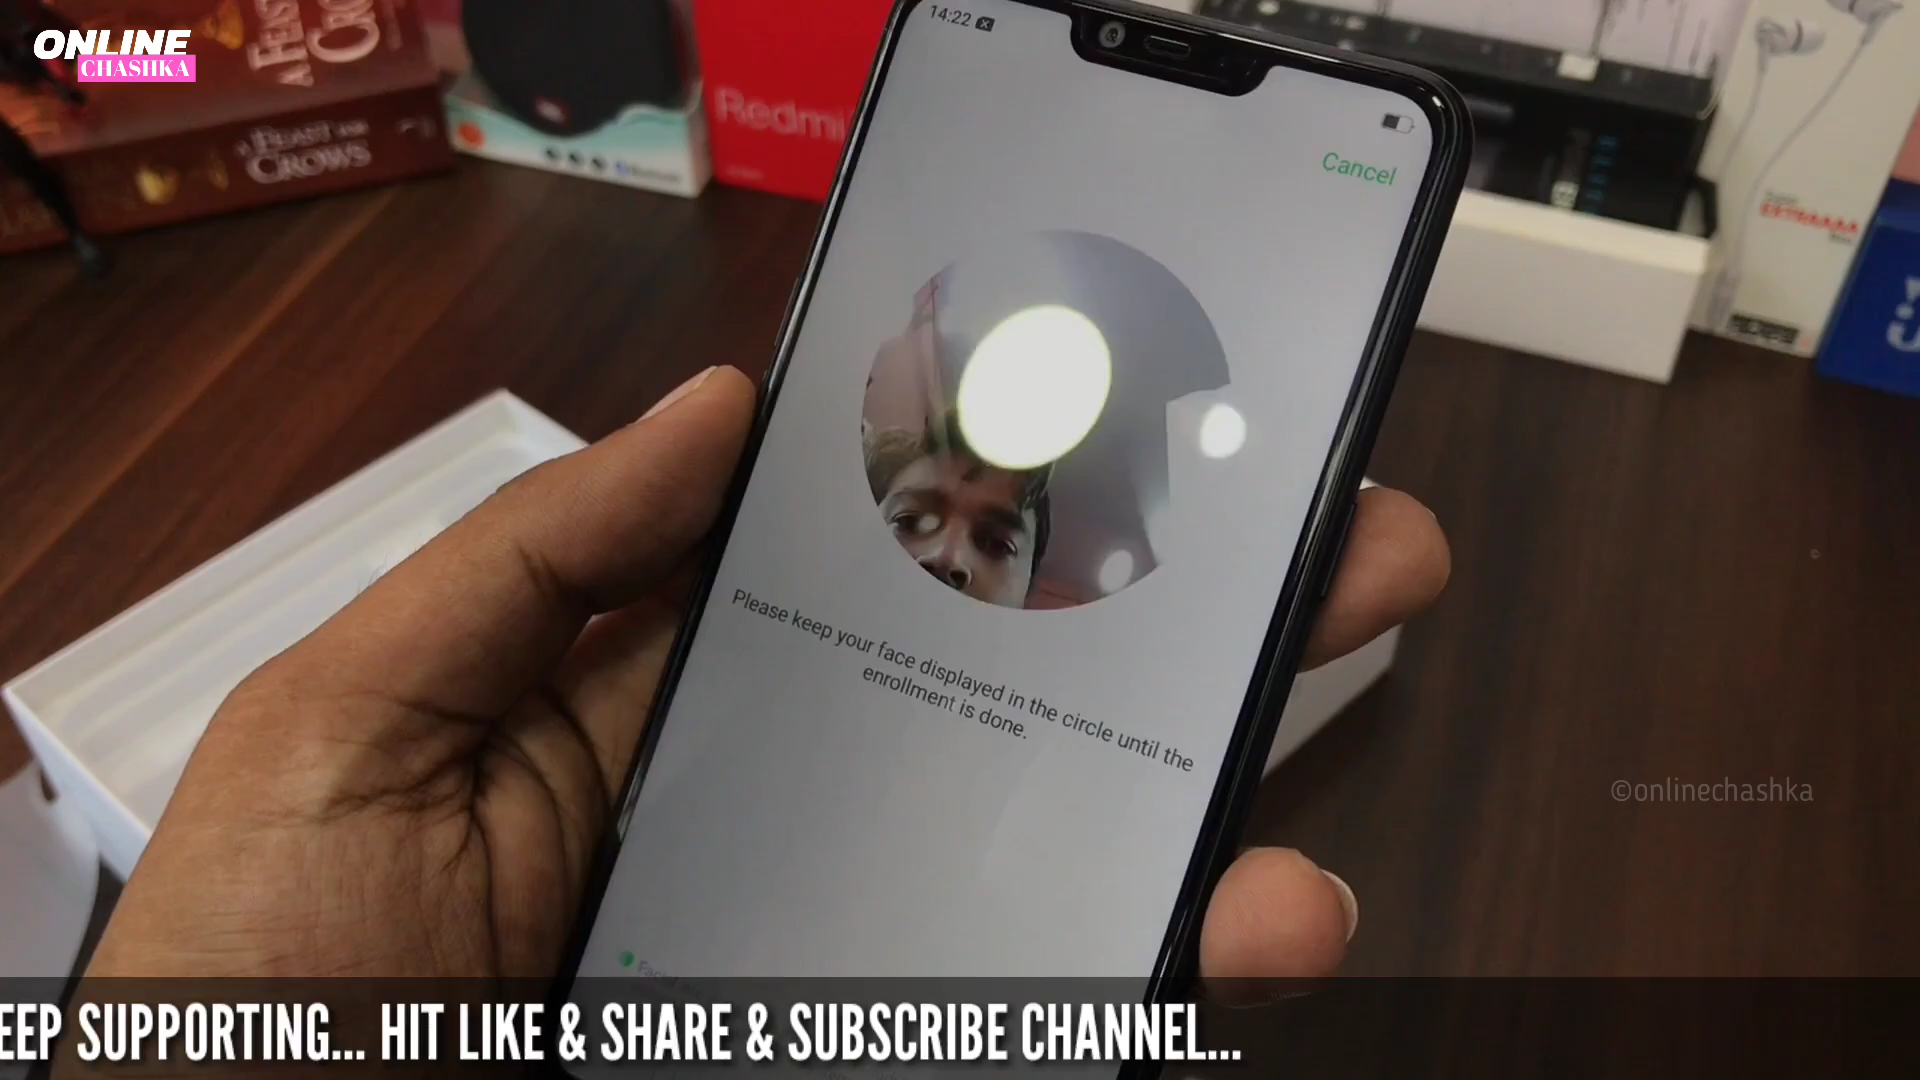 ONLINE
CHASHKA
A FEAST FOR
CROWS
Redmi
14:22
Cancel
Please keep your face displayed in the circle until the
enrollment is done.
©onlinechashka
EEP SUPPORTING... HIT LIKE & SHARE & SUBSCRIBE CHANNEL...